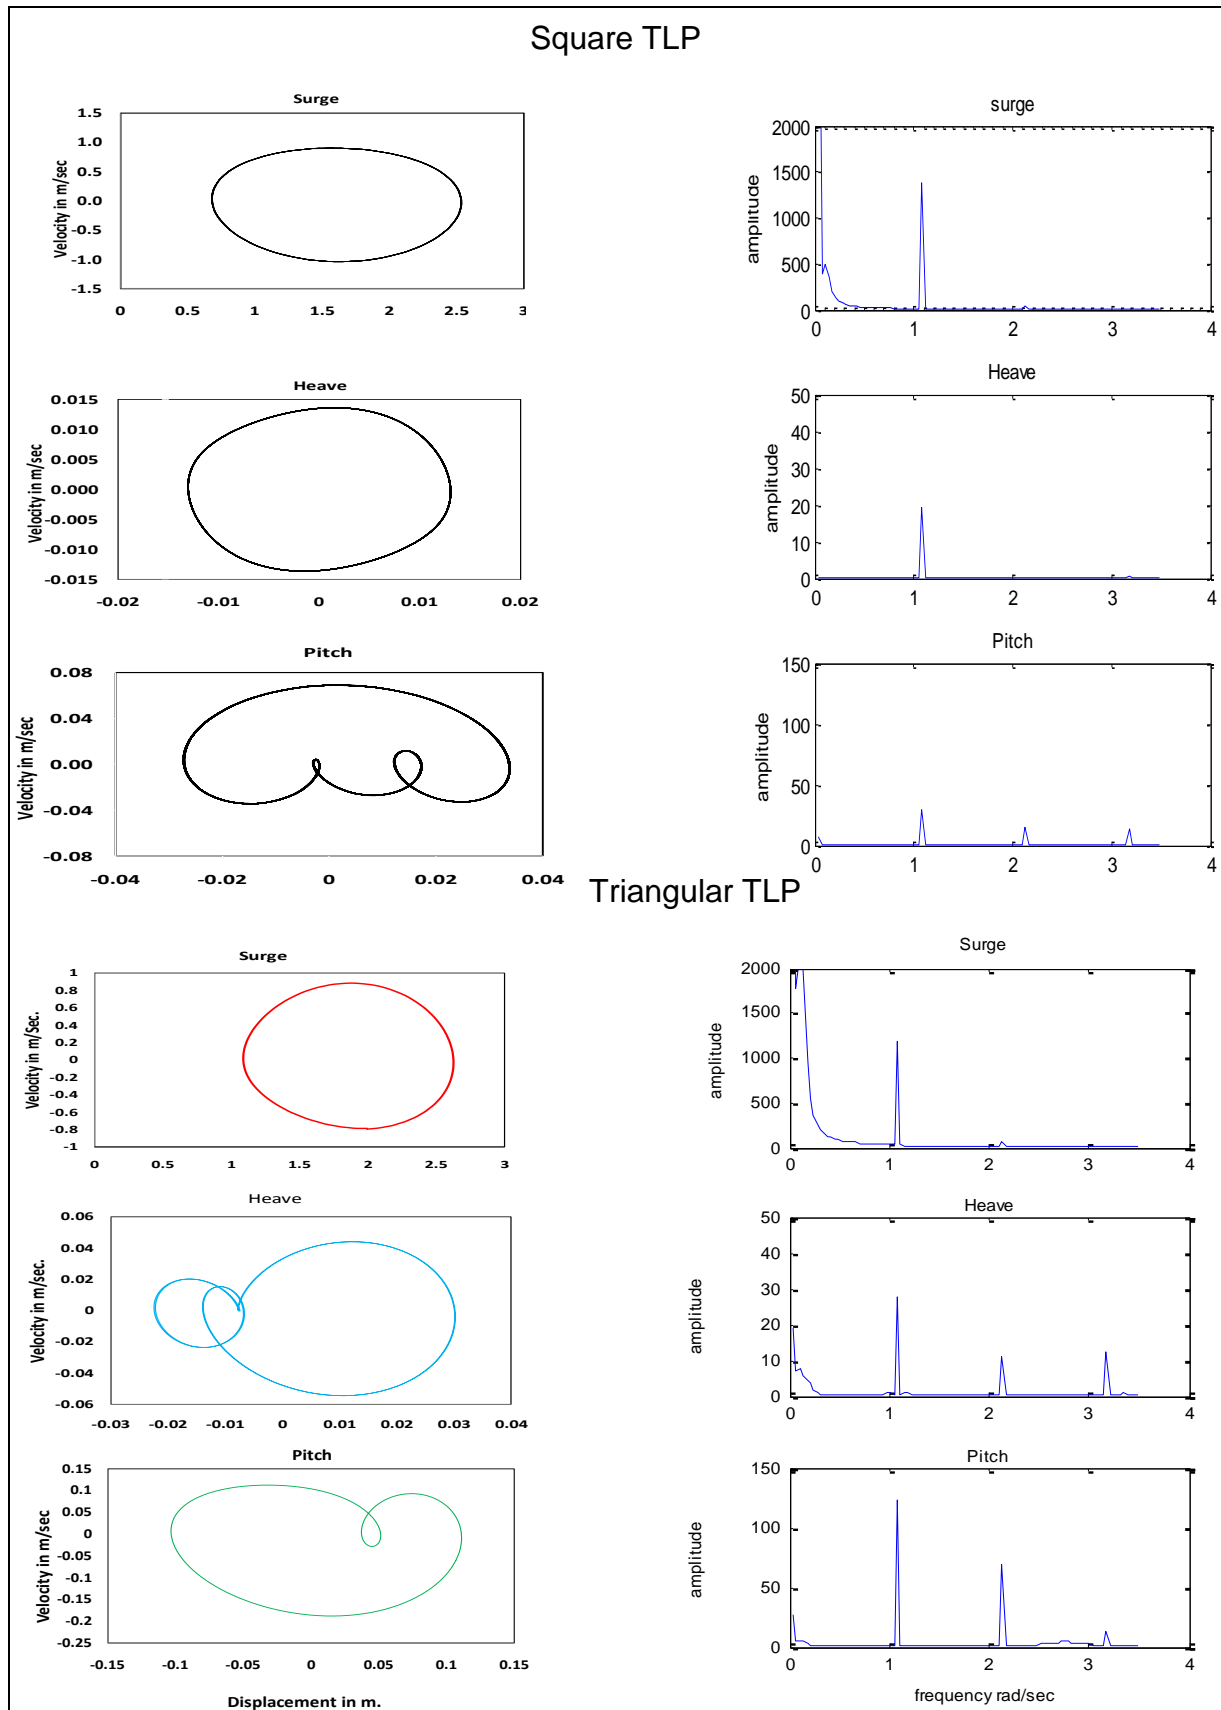 Square TLP
Surge
1.5
1.0
0.5
0.0
-0.5
-1.0
-1.5
Velocity in m/sec
0 0.5 1 1.5 2 2.5 3
surge
2000
1500
1000
500
0
amplitude
0 1 2 3 4
Heave
0.015
0.010
0.005
0.000
-0.005
-0.010
-0.015
Velocity in m/sec
-0.02 -0.01 0 0.01 0.02
Heave
50
40
30
20
10
0
amplitude
0 1 2 3 4
Pitch
0.08
0.04
0.00
-0.04
-0.08
Velocity in m/sec
-0.04 -0.02 0 0.02 0.04
Pitch
150
100
50
0
amplitude
0 1 2 3 4
Triangular TLP
Surge
1
0.8
0.6
0.4
0.2
0
-0.2
-0.4
-0.6
-0.8
-1
Velocity in m/Sec.
0 0.5 1 1.5 2 2.5 3
Surge
2000
1500
1000
500
0
amplitude
0 1 2 3 4
Heave
0.06
0.04
0.02
0
-0.02
-0.04
-0.06
Velocity in m/sec.
-0.03 -0.02 -0.01 0 0.01 0.02 0.03 0.04
Heave
50
40
30
20
10
0
amplitude
0 1 2 3 4
Pitch
0.15
0.1
0.05
0
-0.05
-0.1
-0.15
-0.2
-0.25
Velocity in m/sec
-0.15 -0.1 -0.05 0 0.05 0.1 0.15
Displacement in m.
Pitch
150
100
50
0
amplitude
0 1 2 3 4
frequency rad/sec